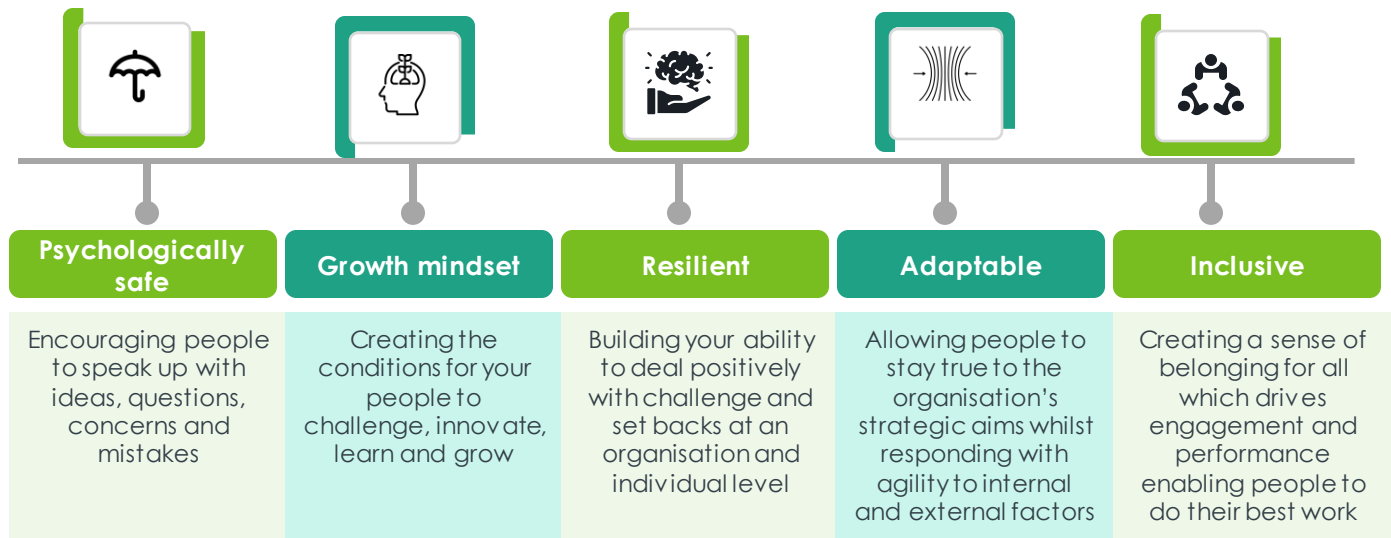 Psychologically
safe
Growth mindset
Resilient
Adaptable
Inclusive
Encouraging people
to speak up with
ideas, questions,
concerns and
mistakes
Creating the
conditions for your
people to
challenge, innovate,
learn and grow
Building your ability
to deal positively
with challenge and
set backs at an
organisation and
individual level
Allowing people to
stay true to the
organisation's
strategic aims whilst
responding with
agility to internal
and external factors
Creating a sense of
belonging for all
which drives
engagement and
performance
enabling people to
do their best work